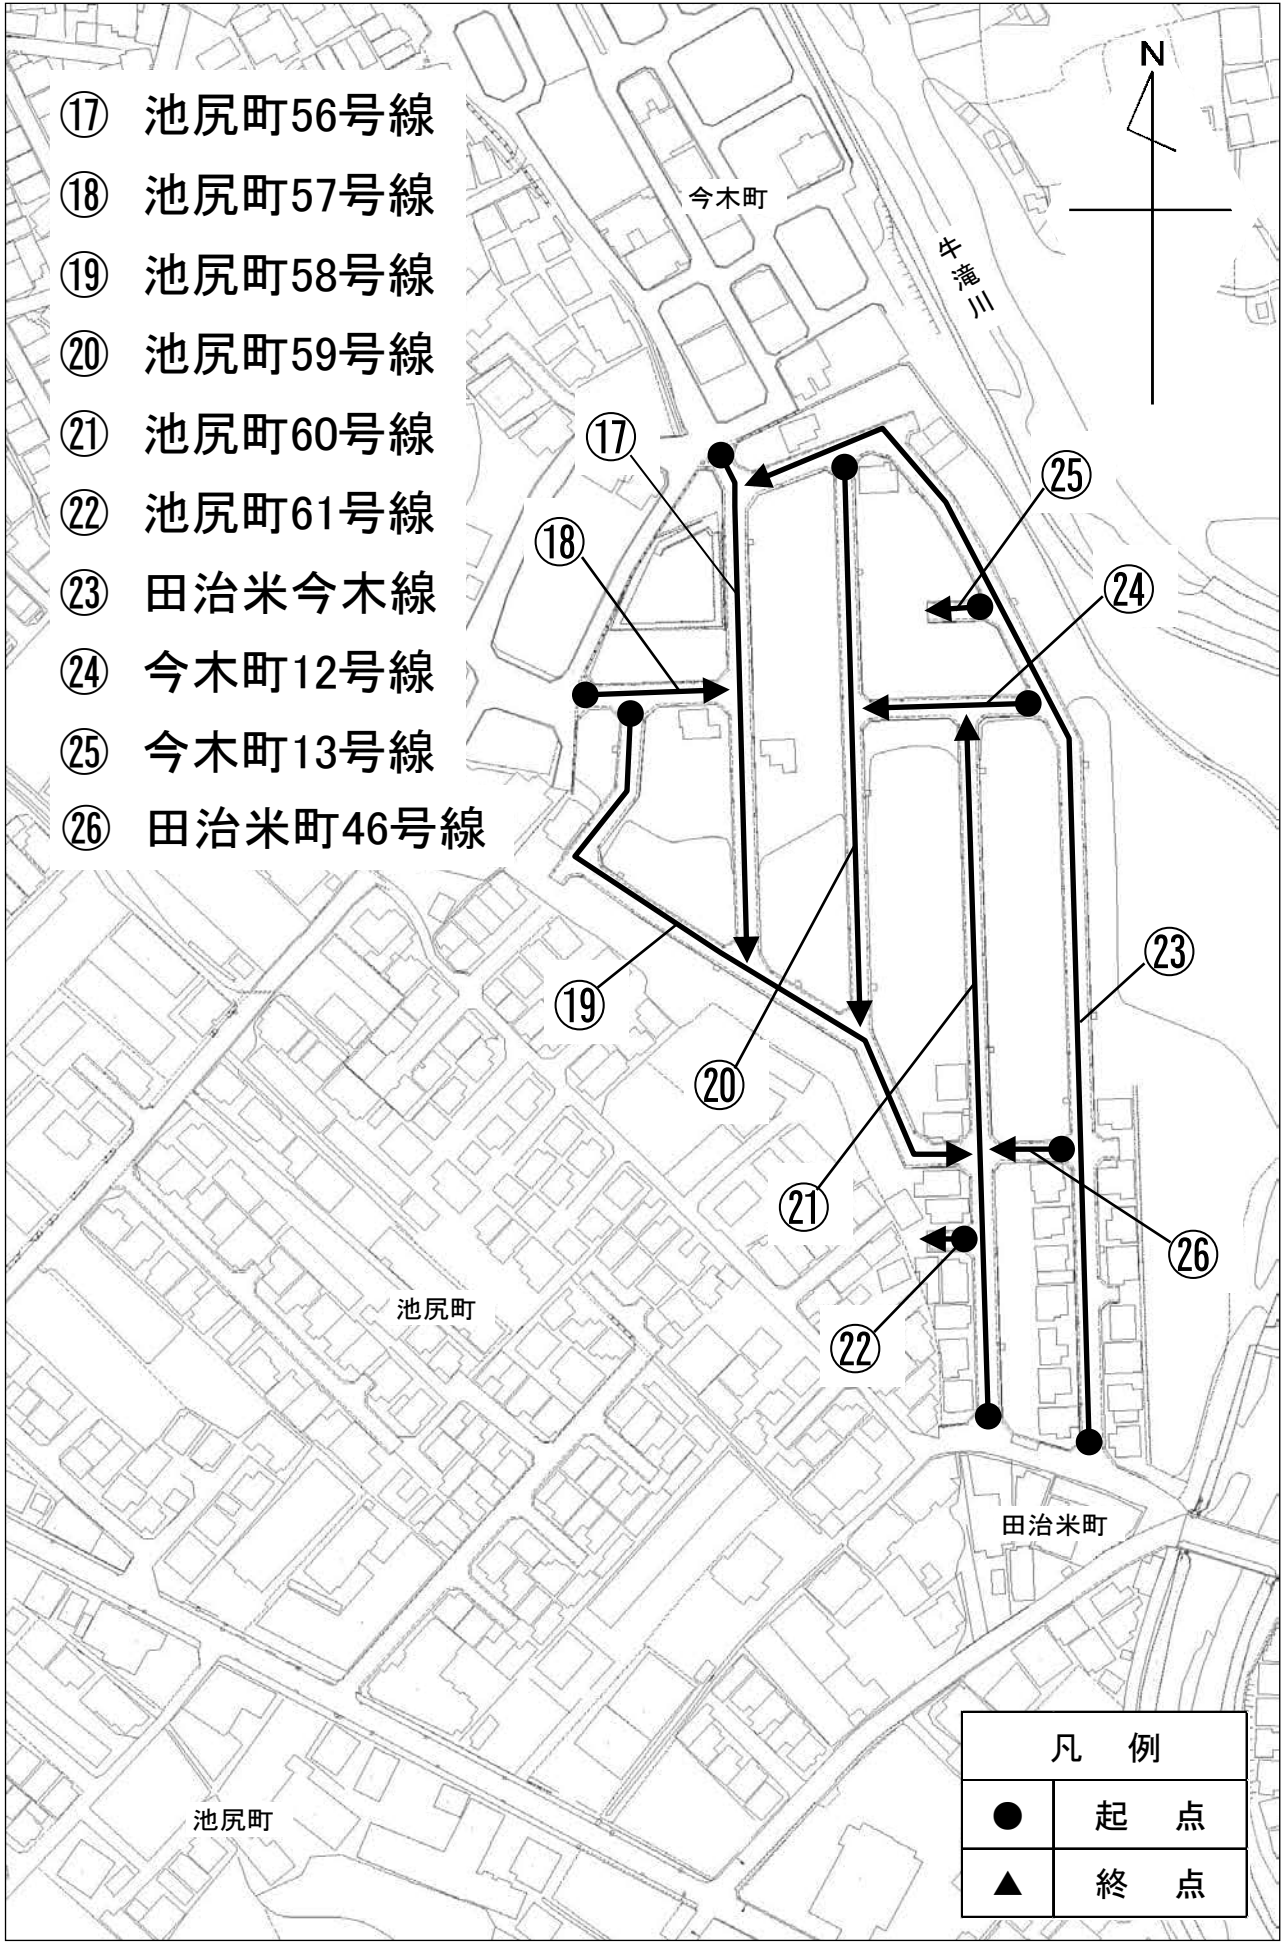 ⑰ 池尻町56号線
⑱ 池尻町57号線
⑲ 池尻町58号線
⑳ 池尻町59号線
㉑ 池尻町60号線
㉒ 池尻町61号線
㉓ 田治米今木線
㉔ 今木町12号線
㉕ 今木町13号線
㉖ 田治米町46号線
N
今木町
牛滝川
⑰
㉕
⑱
㉔
㉓
⑲
⑳
㉑
㉖
池尻町
㉒
田治米町
凡 例
● 起 点
▲ 終 点
池尻町